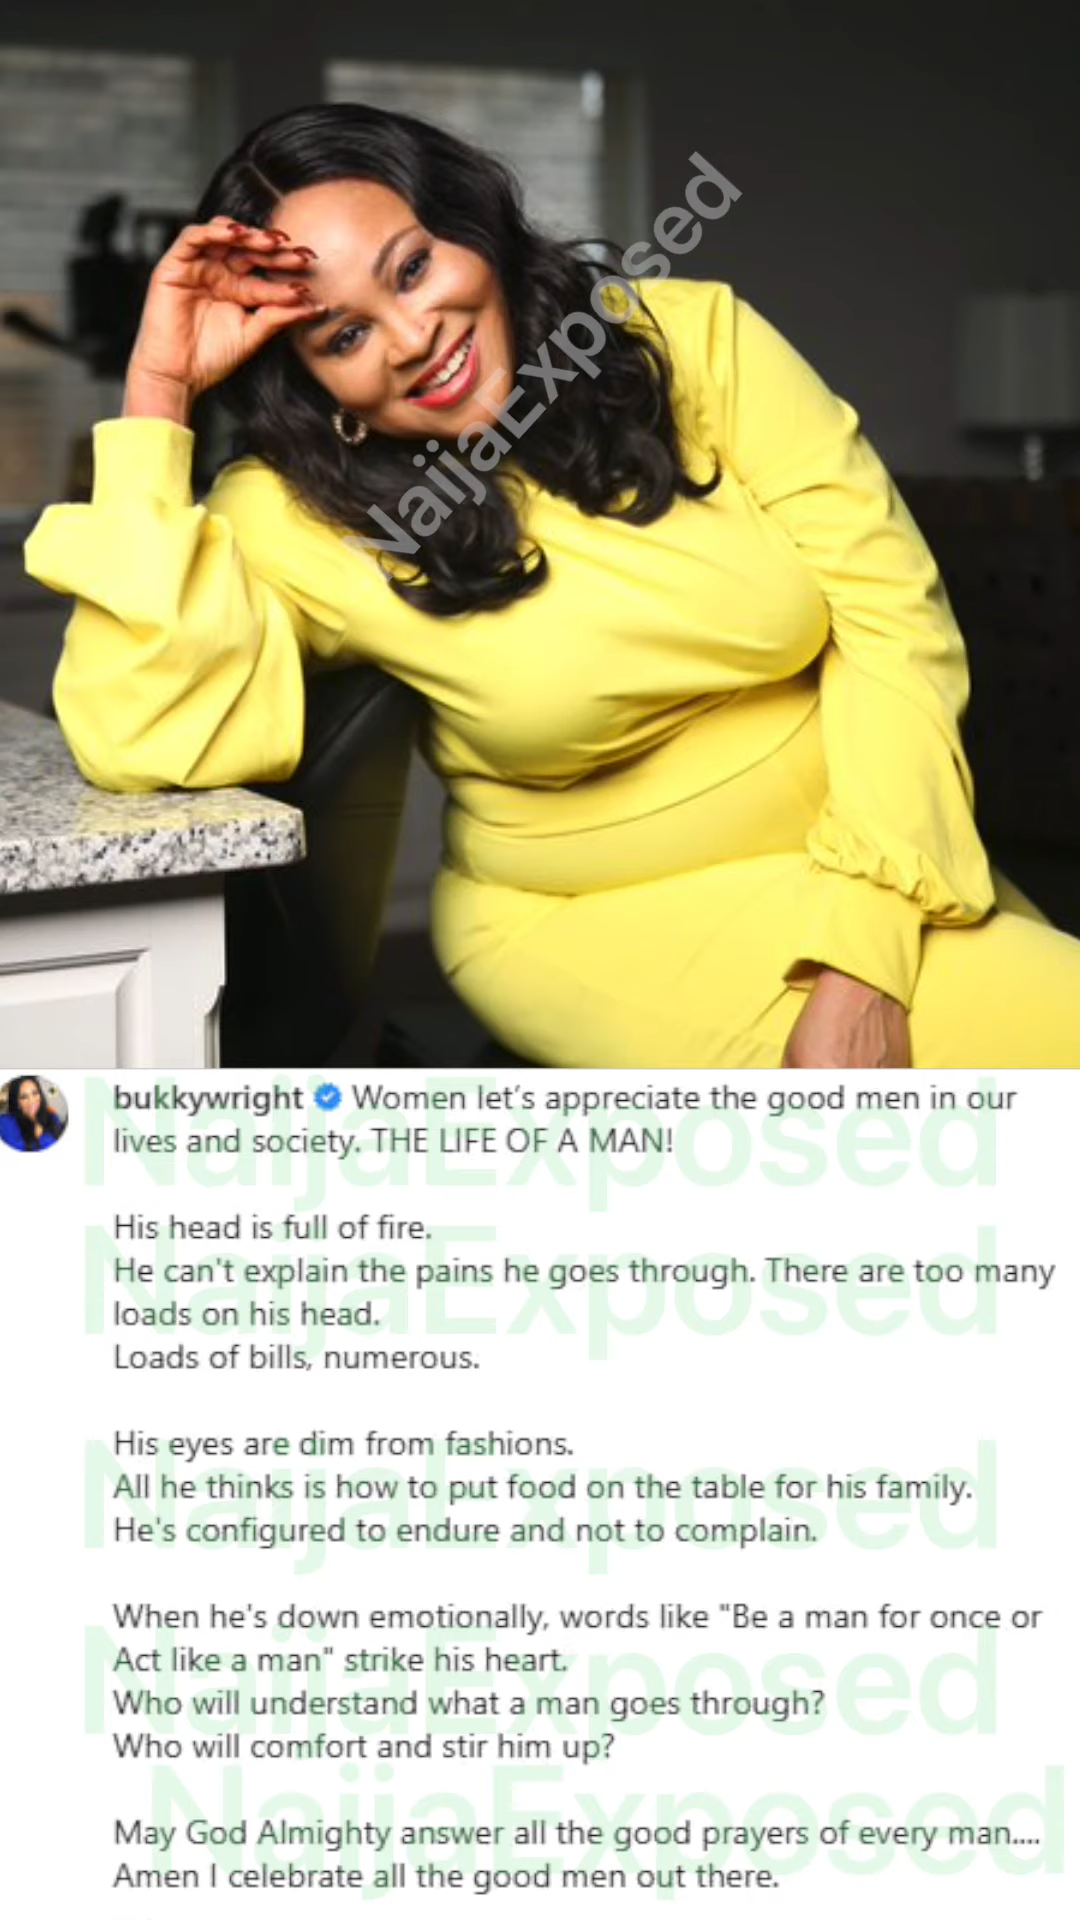 NaijaExposed
bukkywright Women let's appreciate the good men in our
lives and society. THE LIFE OF A MAN!
His head is full of fire.
He can't explain the pains he goes through. There are too many
loads on his head.
Loads of bills, numerous.
His eyes are dim from fashions.
All he thinks is how to put food on the table for his family.
He's configured to endure and not to complain.
When he's down emotionally, words like "Be a man for once or
Act like a man" strike his heart.
Who will understand what a man goes through?
Who will comfort and stir him up?
May God Almighty answer all the good prayers of every man....
Amen I celebrate all the good men out there.
NaijaExposed
NaijaExposed
NaijaExposed
NaijaExposed
NaijaExposed